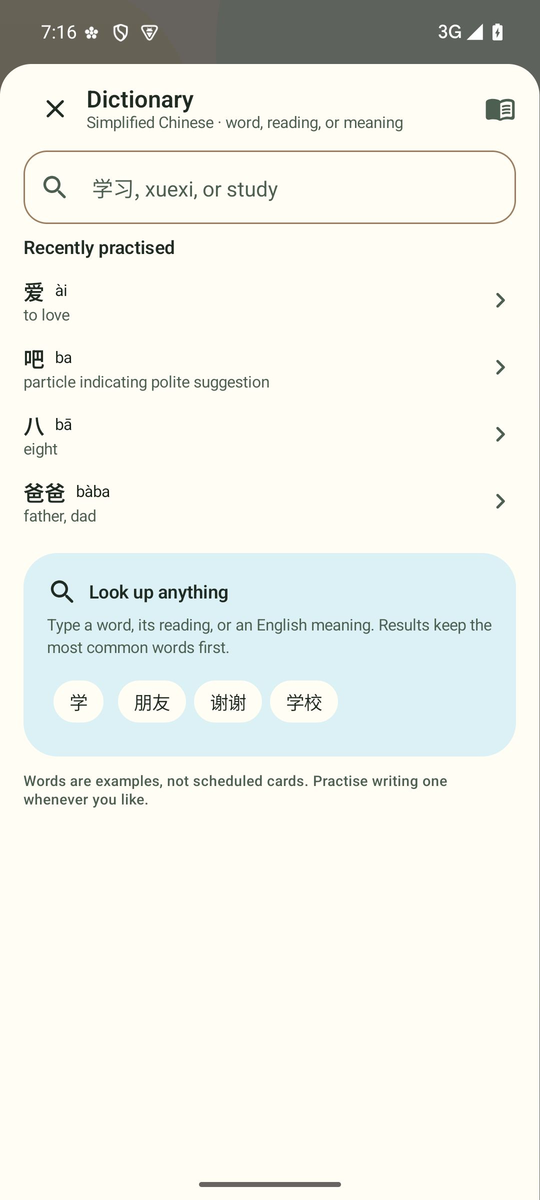 7:16
3G
Dictionary
Simplified Chinese · word, reading, or meaning
学习, xuexi, or study
Recently practised
爱 ài
to love
吧 ba
particle indicating polite suggestion
八 bā
eight
爸爸 bàba
father, dad
Look up anything
Type a word, its reading, or an English meaning. Results keep the
most common words first.
学 朋友 谢谢 学校
Words are examples, not scheduled cards. Practise writing one
whenever you like.